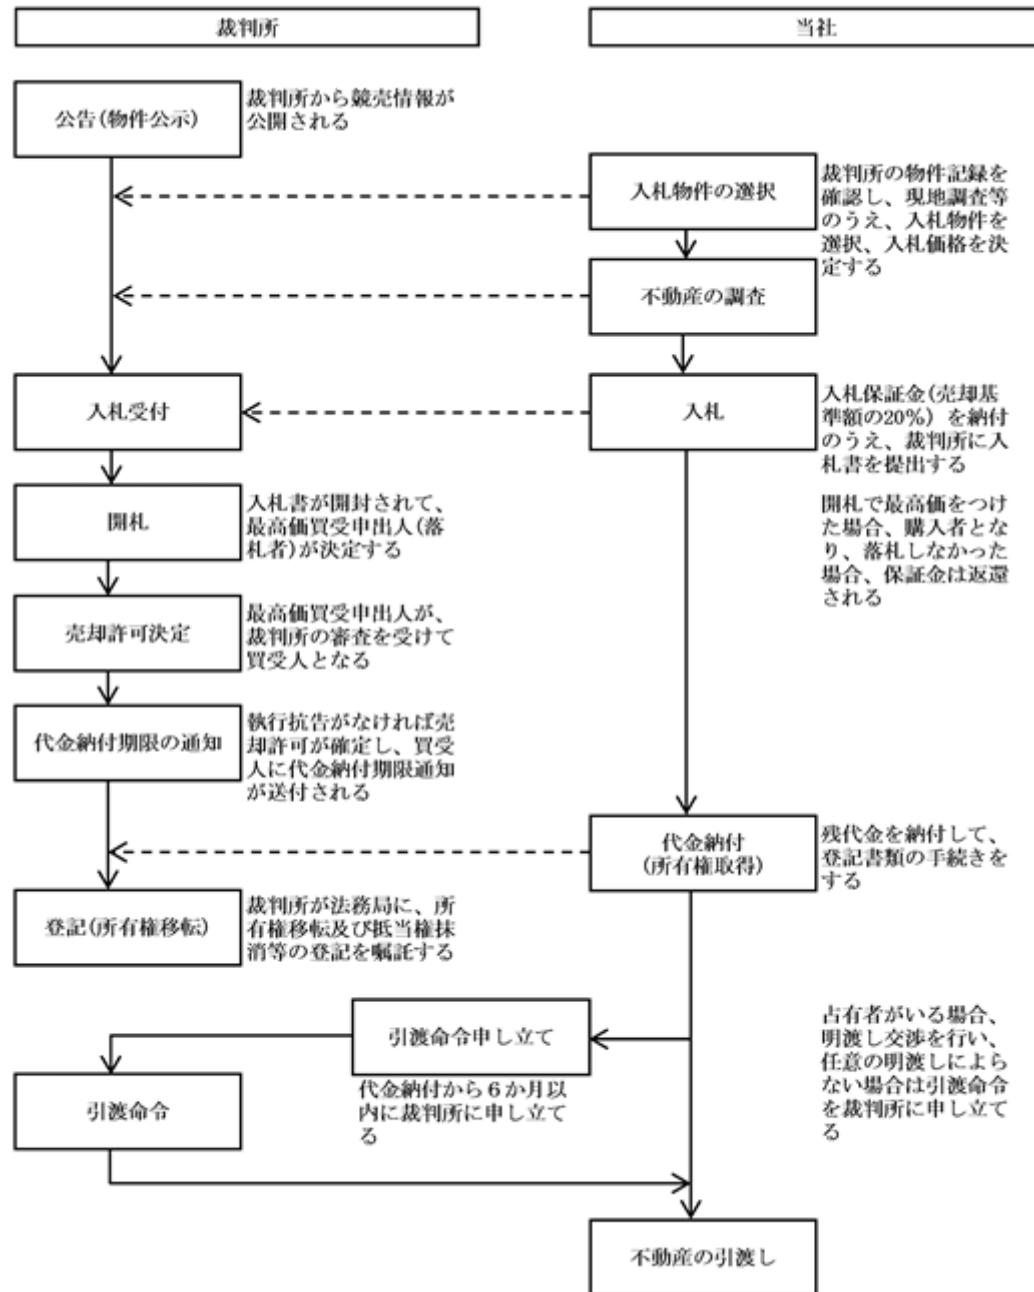 裁判所
当社
公告(物件公示)
裁判所から競売情報が
公開される
入札物件の選択
裁判所の物件記録を
確認し、現地調査等
のうえ、入札物件を
選択、入札価格を決
定する
不動産の調査
入札受付
入札
入札保証金(売却基
準額の20%) を納付
のうえ、裁判所に入
札書を提出する
開札
入札書が開封されて、
最高価買受申出人(落
札者)が決定する
開札で最高価をつけ
た場合、購入者とな
り、落札しなかった
場合、保証金は返還
される
売却許可決定
最高価買受申出人が、
裁判所の審査を受けて
買受人となる
代金納付期限の通知
執行抗告がなければ売
却許可が確定し、買受
人に代金納付期限通知
が送付される
代金納付
(所有権取得)
残代金を納付して、
登記書類の手続きを
する
登記(所有権移転)
裁判所が法務局に、所
有権移転及び抵当権抹
消等の登記を嘱託する
引渡命令申し立て
代金納付から６か月以
内に裁判所に申し立て
る
占有者がいる場合、
明渡し交渉を行い、
任意の明渡しによら
ない場合は引渡命令
を裁判所に申し立て
る
引渡命令
不動産の引渡し